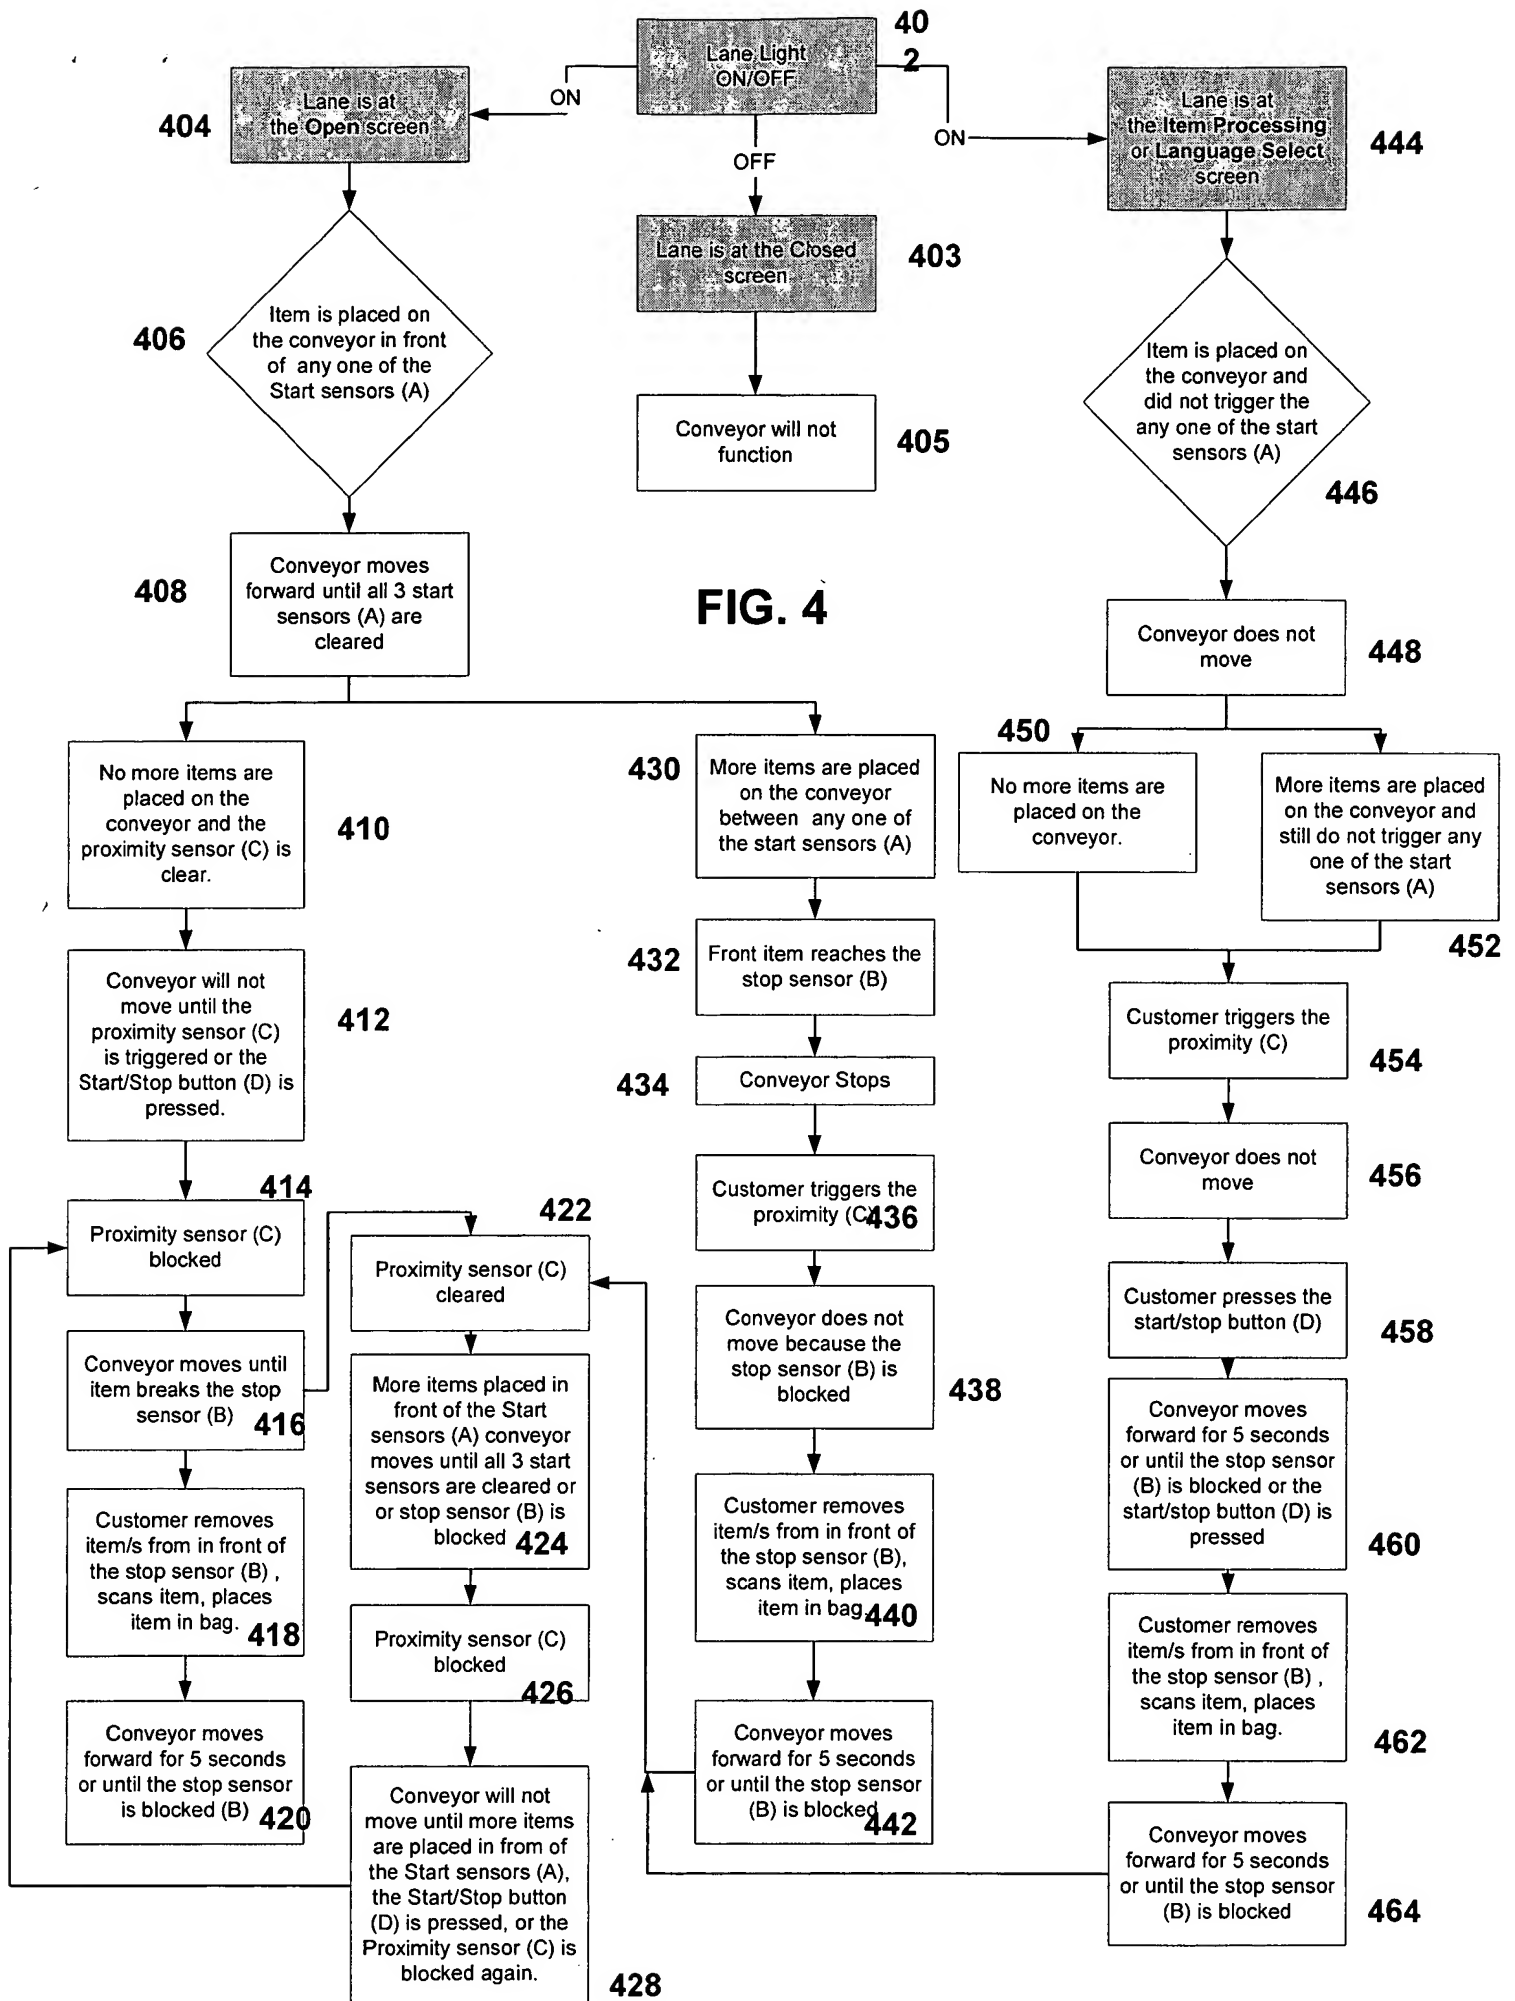 40
2
Lane Light
ON/OFF
ON
OFF
ON
404
Lane is at
the Open screen
Lane is at
the Item Processing
or Language Select
screen
444
Lane is at the Closed
screen
403
406
Item is placed on
the conveyor in front
of any one of the
Start sensors (A)
Conveyor will not
function
405
Item is placed on
the conveyor and
did not trigger the
any one of the start
sensors (A)
446
408
Conveyor moves
forward until all 3 start
sensors (A) are
cleared
FIG. 4
Conveyor does not
move
448
No more items are
placed on the
conveyor and the
proximity sensor (C) is
clear.
410
430
More items are placed
on the conveyor
between any one of
the start sensors (A)
450
No more items are
placed on the
conveyor.
More items are placed
on the conveyor and
still do not trigger any
one of the start
sensors (A)
452
Conveyor will not
move until the
proximity sensor (C)
is triggered or the
Start/Stop button (D) is
pressed.
412
432
Front item reaches the
stop sensor (B)
434
Conveyor Stops
Customer triggers the
proximity (C)
454
Conveyor does not
move
456
414
Proximity sensor (C)
blocked
422
Proximity sensor (C)
cleared
Customer triggers the
proximity (C)
436
Customer presses the
start/stop button (D)
458
Conveyor moves until
item breaks the stop
sensor (B)
416
More items placed in
front of the Start
sensors (A) conveyor
moves until all 3 start
sensors are cleared or
or stop sensor (B) is
blocked
424
Conveyor does not
move because the
stop sensor (B) is
blocked
438
Conveyor moves
forward for 5 seconds
or until the stop sensor
(B) is blocked or the
start/stop button (D) is
pressed
460
Customer removes
item/s from in front of
the stop sensor (B) ,
scans item, places
item in bag.
418
Proximity sensor (C)
blocked
426
Customer removes
item/s from in front of
the stop sensor (B),
scans item, places
item in bag.
440
Customer removes
item/s from in front of
the stop sensor (B) ,
scans item, places
item in bag.
462
Conveyor moves
forward for 5 seconds
or until the stop sensor
is blocked (B)
420
Conveyor will not
move until more items
are placed in from of
the Start sensors (A),
the Start/Stop button
(D) is pressed, or the
Proximity sensor (C) is
blocked again.
428
Conveyor moves
forward for 5 seconds
or until the stop sensor
(B) is blocked
442
Conveyor moves
forward for 5 seconds
or until the stop sensor
(B) is blocked
464